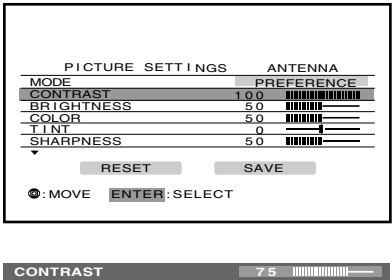 PICTURE SETTINGS ANTENNA
MODE PREFERENCE
CONTRAST 100
BRIGHTNESS 50
COLOR 50
TINT 0
SHARPNESS 50
RESET SAVE
: MOVE ENTER : SELECT
CONTRAST 75